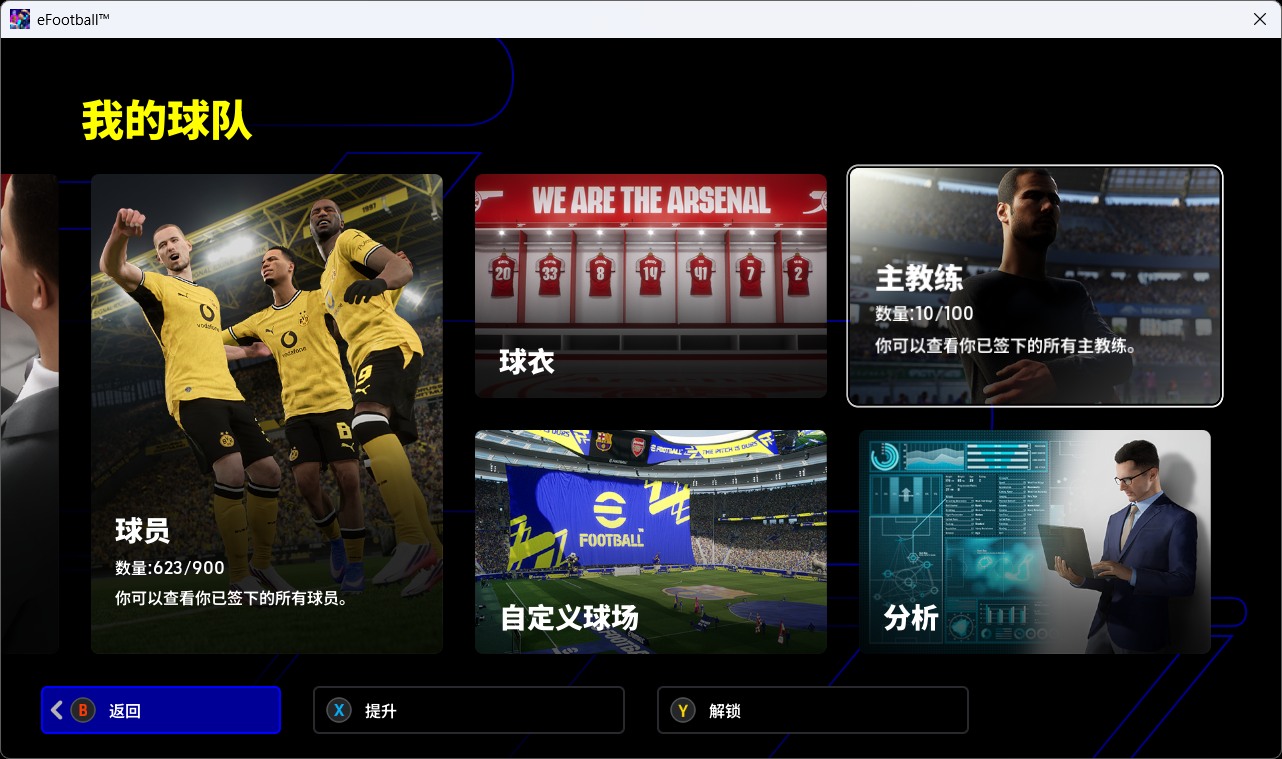 eFootball™
我的球队
球员
数量:623/900
你可以查看你已签下的所有球员。
WE ARE THE ARSENAL
20 33 8 14 41 7 2
球衣
主教练
数量:10/100
你可以查看你已签下的所有主教练。
FOOTBALL
自定义球场
分析
B 返回
X 提升
Y 解锁